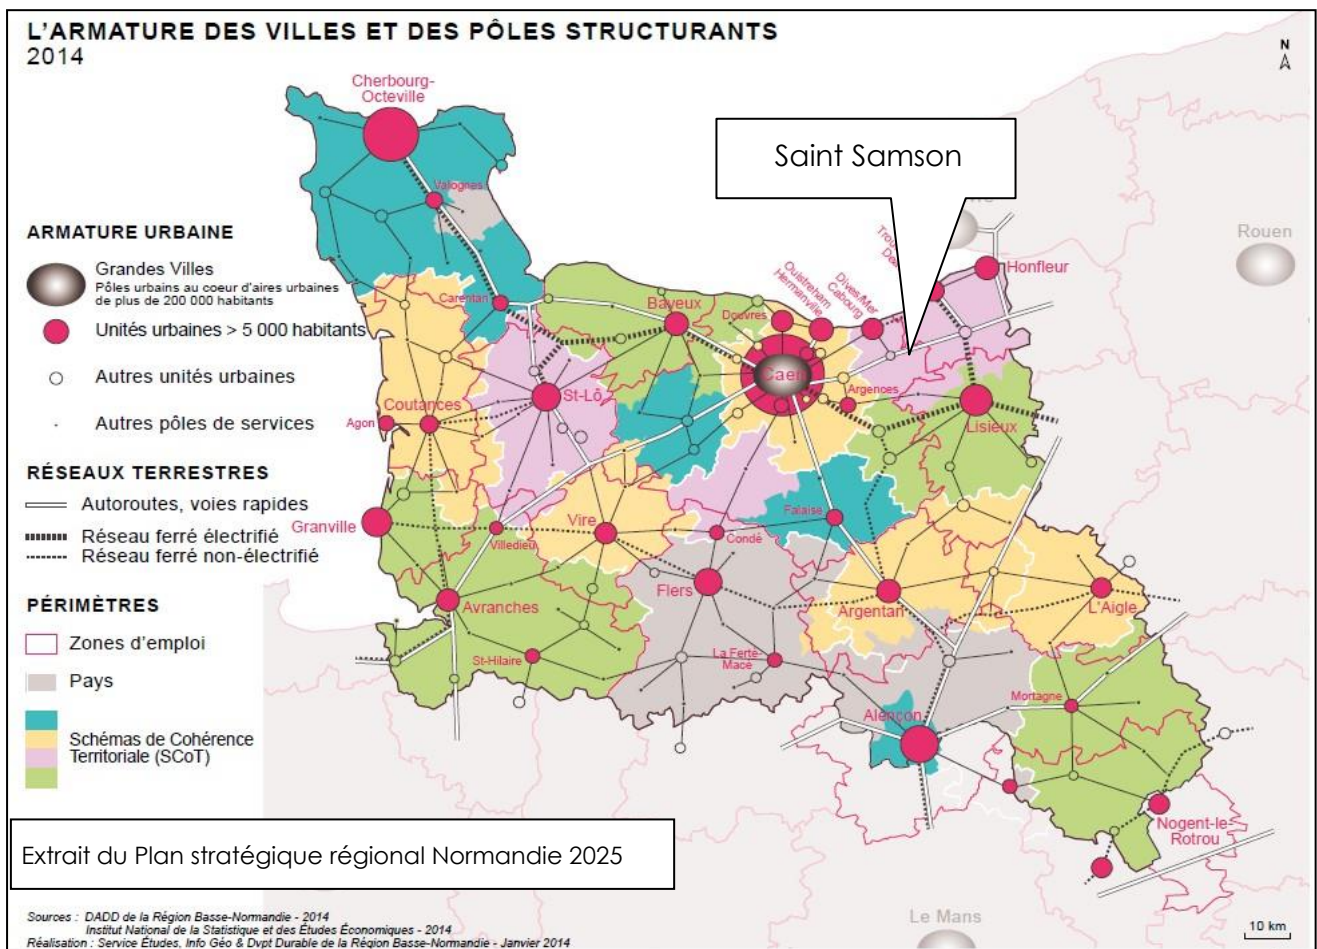 L'ARMATURE DES VILLES ET DES PÔLES STRUCTURANTS
2014
N
Cherbourg-
Octeville
Saint Samson
Valognes
ARMATURE URBAINE
Grandes Villes
Pôles urbains au coeur d'aires urbaines
de plus de 200 000 habitants
Unités urbaines > 5 000 habitants
Autres unités urbaines
Autres pôles de services
RÉSEAUX TERRESTRES
Autoroutes, voies rapides
Réseau ferré électrifié
Réseau ferré non-électrifié
PÉRIMÈTRES
Zones d'emploi
Pays
Schémas de Cohérence
Territoriale (SCoT)
Rouen
Honfleur
Ouistreham
Hermanville
Dives/Mer
Cabourg
Carentan
Bayeux
Douvres
Caen
Argences
St-Lô
Coutances
Agon
Lisieux
Granville
Villedieu
Vire
Condé
Falaise
Flers
Avranches
Argentan
L'Aigle
St-Hilaire
La Ferté-
Macé
Mortagne
Alençon
Nogent-le-
Rotrou
Extrait du Plan stratégique régional Normandie 2025
Le Mans
10 km
Sources : DADD de la Région Basse-Normandie - 2014
Institut National de la Statistique et des Études Économiques - 2014
Réalisation : Service Études, Info Géo & Dvpt Durable de la Région Basse-Normandie - Janvier 2014